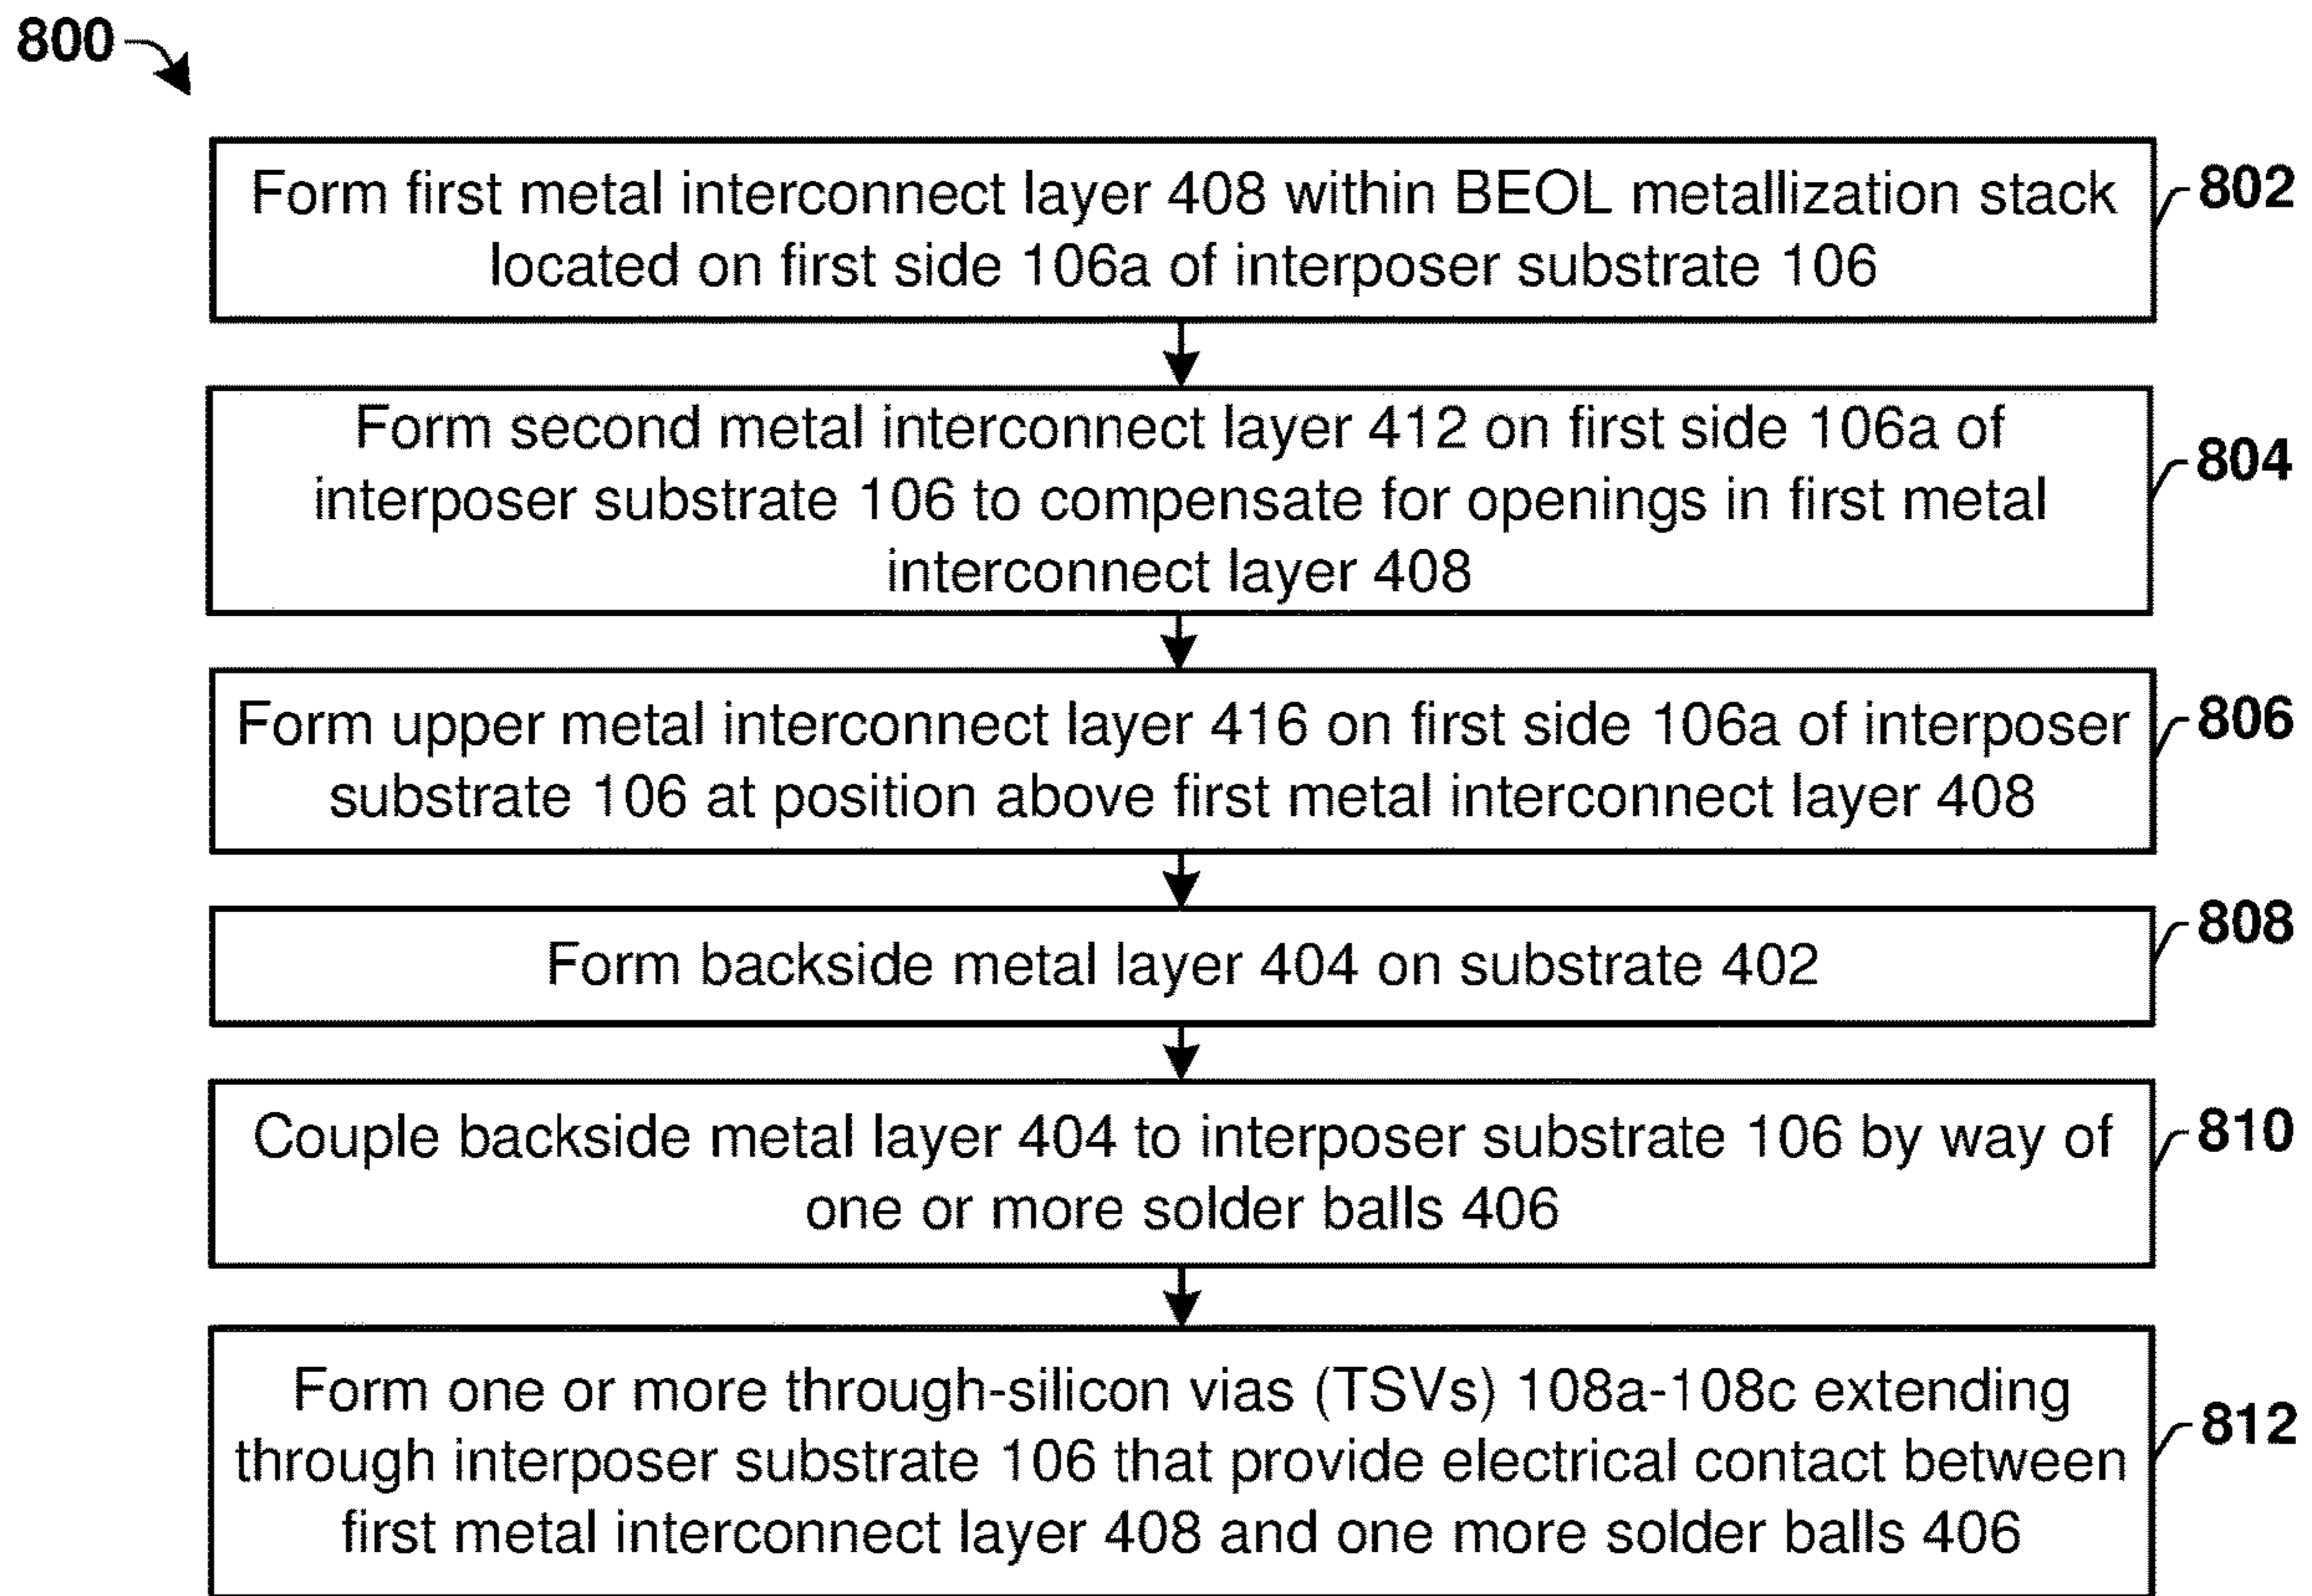 800
Form first metal interconnect layer 408 within BEOL metallization stack
located on first side 106a of interposer substrate 106
802
Form second metal interconnect layer 412 on first side 106a of
interposer substrate 106 to compensate for openings in first metal
interconnect layer 408
804
Form upper metal interconnect layer 416 on first side 106a of interposer
substrate 106 at position above first metal interconnect layer 408
806
Form backside metal layer 404 on substrate 402
808
Couple backside metal layer 404 to interposer substrate 106 by way of
one or more solder balls 406
810
Form one or more through-silicon vias (TSVs) 108a-108c extending
through interposer substrate 106 that provide electrical contact between
first metal interconnect layer 408 and one more solder balls 406
812